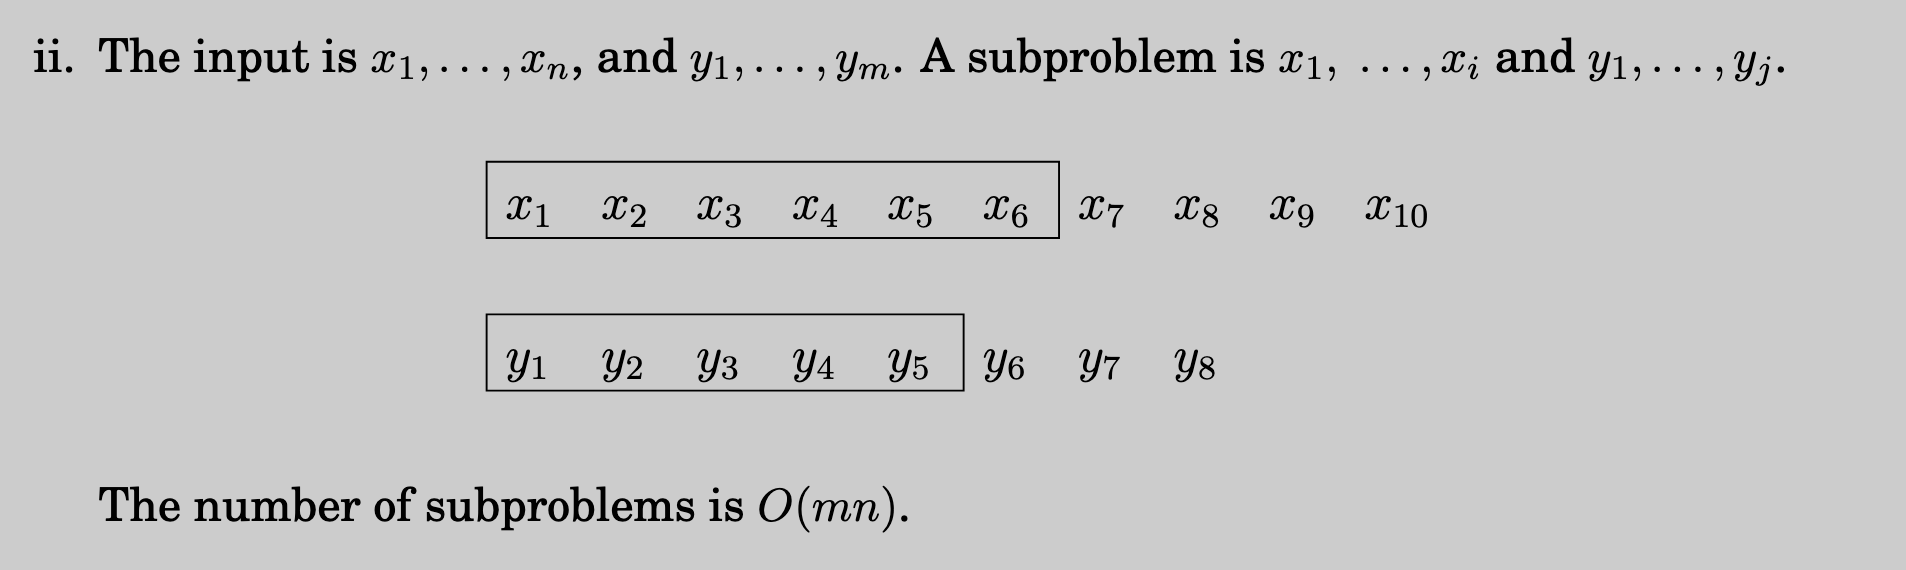 ii. The input is x₁, . . . , xₙ, and y₁, . . . , yₘ. A subproblem is x₁, . . . , xᵢ and y₁, . . . , yⱼ.
x₁ x₂ x₃ x₄ x₅ x₆ x₇ x₈ x₉ x₁₀
y₁ y₂ y₃ y₄ y₅ y₆ y₇ y₈
The number of subproblems is O(mn).